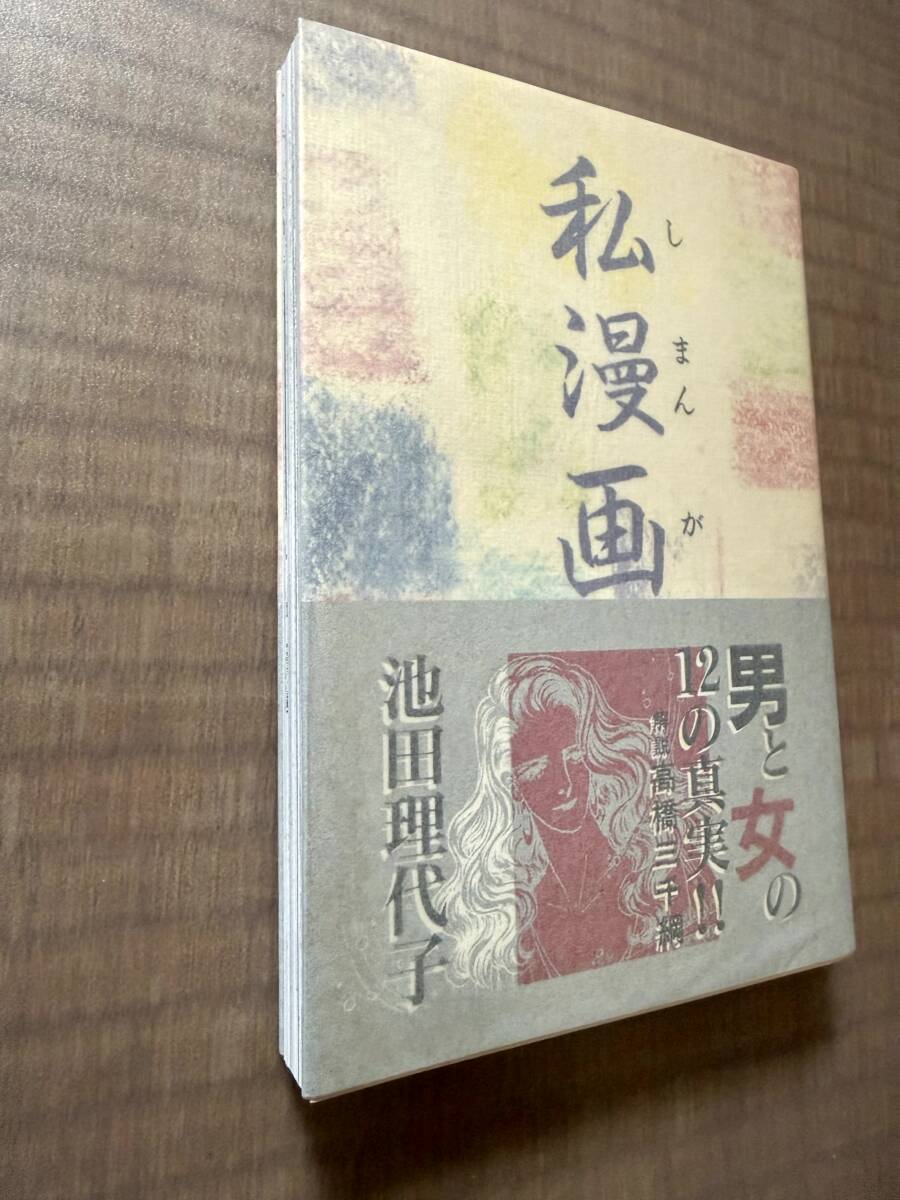 私漫画
しまんが
男と女の
12の真実!!
解説高橋三千綱
池田理代子